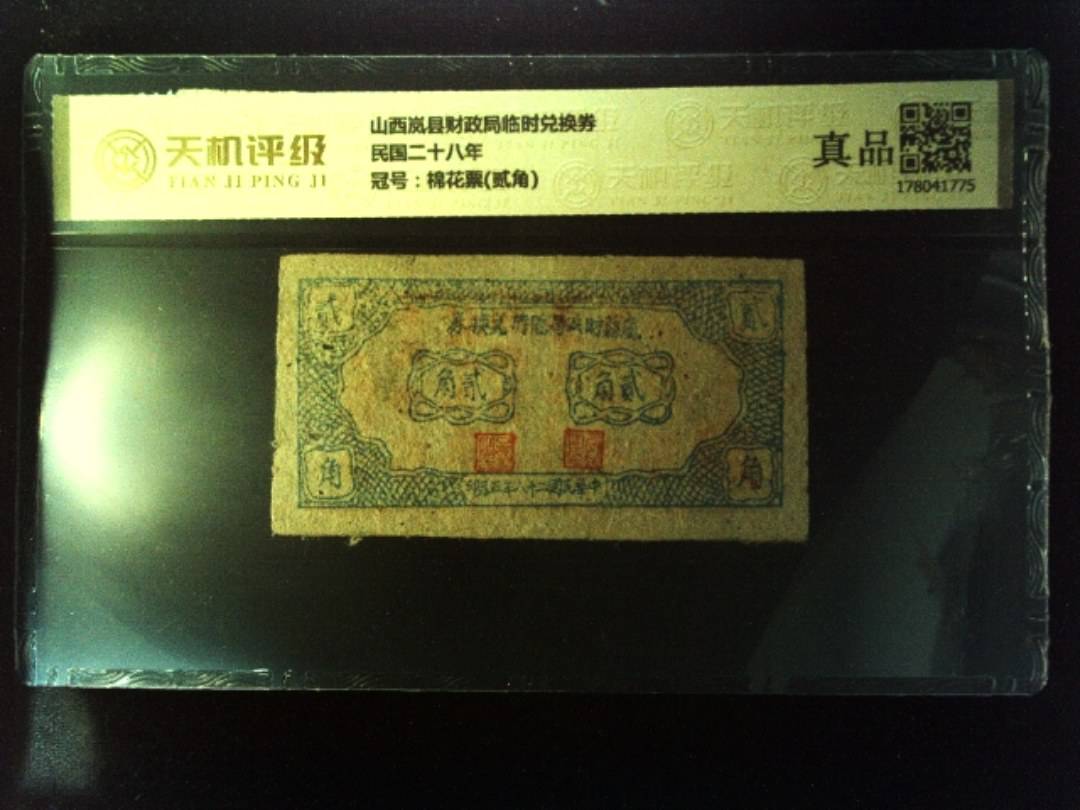 天机评级
TIAN JI PING JI
山西岚县财政局临时兑换券
民国二十八年
冠号：棉花票(贰角)
真品
178041775
贰
贰
角贰
角贰
角
角